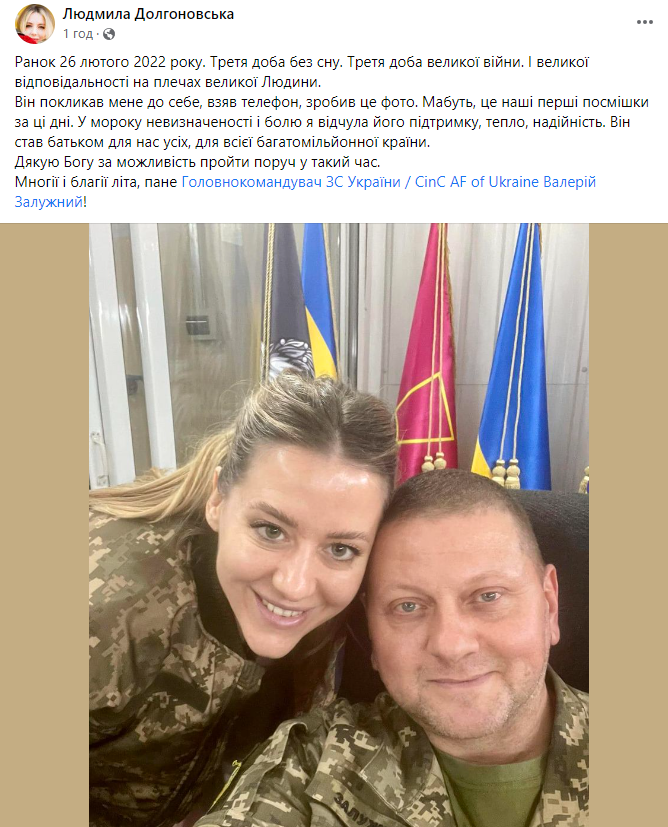 Людмила Долгоновська
1 год ·
Ранок 26 лютого 2022 року. Третя доба без сну. Третя доба великої війни. І великої
відповідальності на плечах великої Людини.
Він покликав мене до себе, взяв телефон, зробив це фото. Мабуть, це наші перші посмішки
за ці дні. У мороку невизначеності і болю я відчула його підтримку, тепло, надійність. Він
став батьком для нас усіх, для всієї багатомільйонної країни.
Дякую Богу за можливість пройти поруч у такий час.
Многії і благії літа, пане Головнокомандувач ЗС України / CinC AF of Ukraine Валерій
Залужний!